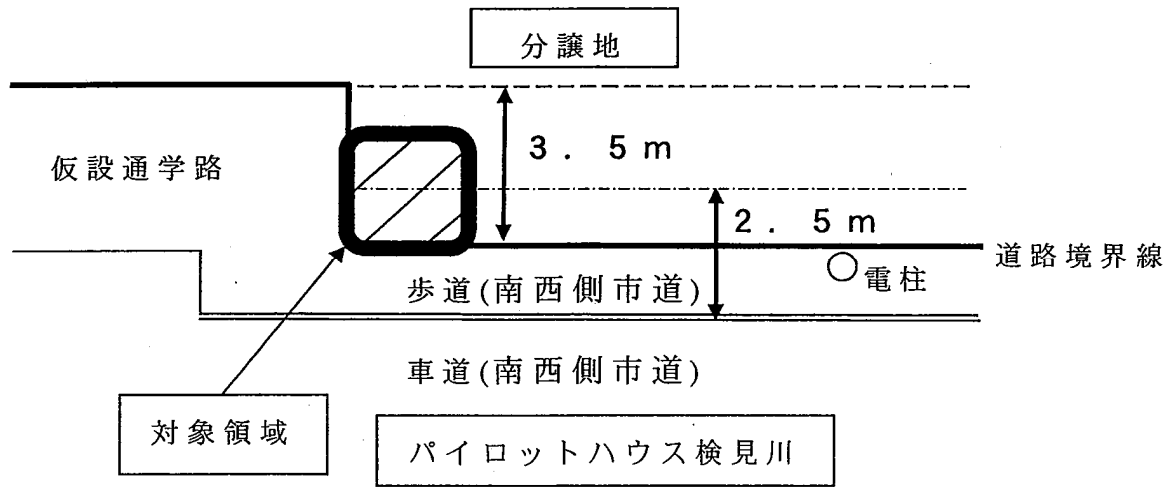 分譲地
3．5m
仮設通学路
2．5m
道路境界線
電柱
歩道(南西側市道)
車道(南西側市道)
対象領域
パイロットハウス検見川